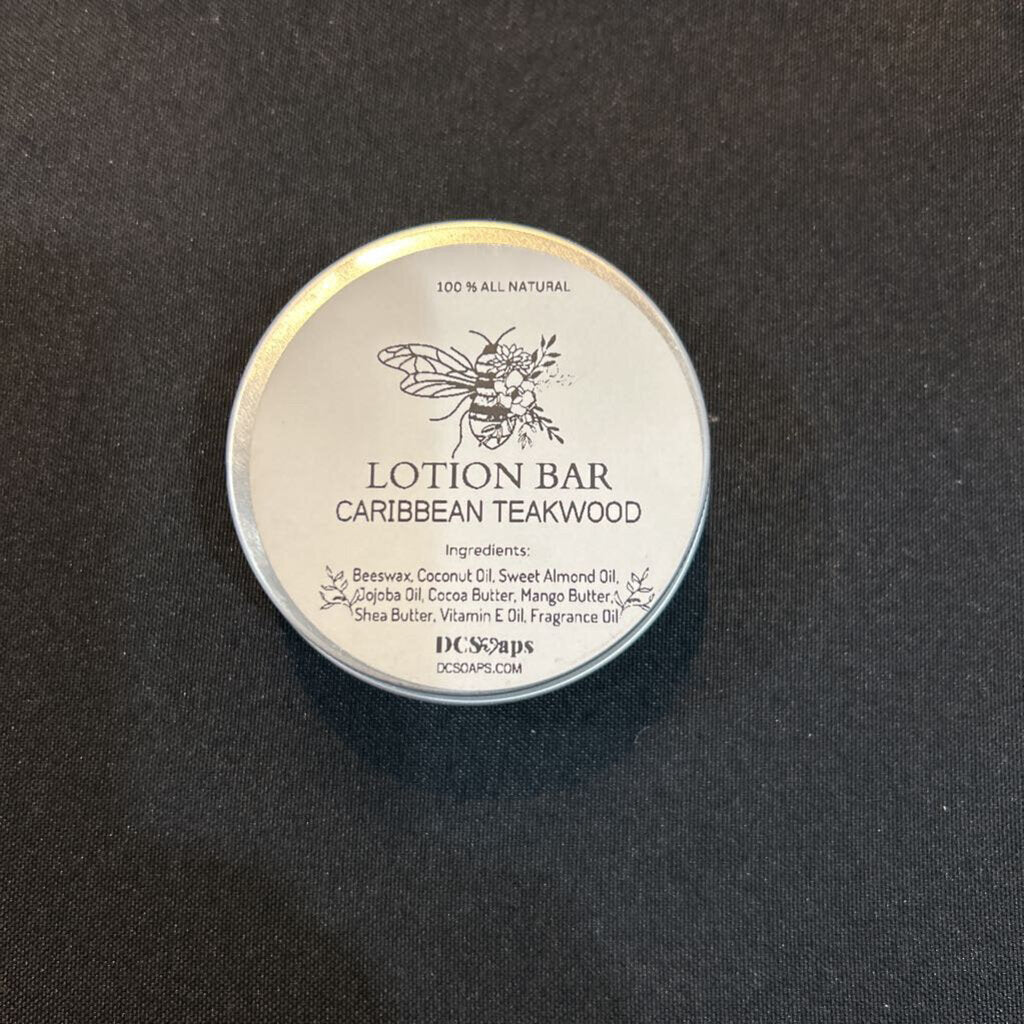 100 % ALL NATURAL
LOTION BAR
CARIBBEAN TEAKWOOD
Ingredients:
Beeswax, Coconut Oil, Sweet Almond Oil,
Jojoba Oil, Cocoa Butter, Mango Butter,
Shea Butter, Vitamin E Oil, Fragrance Oil
DCSoaps
DCSOAPS.COM